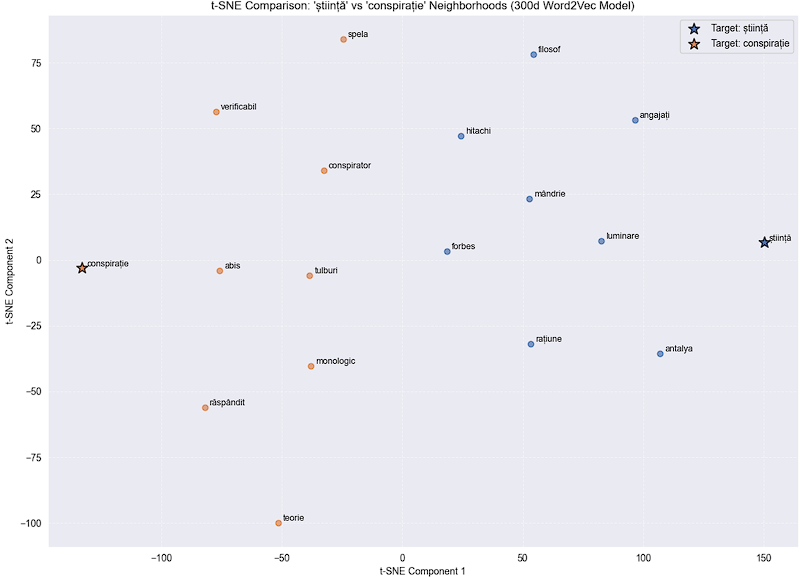 t-SNE Comparison: 'știință' vs 'conspirație' Neighborhoods (300d Word2Vec Model)
Target: știință
Target: conspirație
spela
filosof
verificabil
angajați
hitachi
conspirator
mândrie
luminare
știință
forbes
conspirație
abis
tulburi
rațiune
antalya
monologic
răspândit
teorie
75
50
25
0
−25
−50
−75
−100
t-SNE Component 2
−100
−50
0
50
100
150
t-SNE Component 1